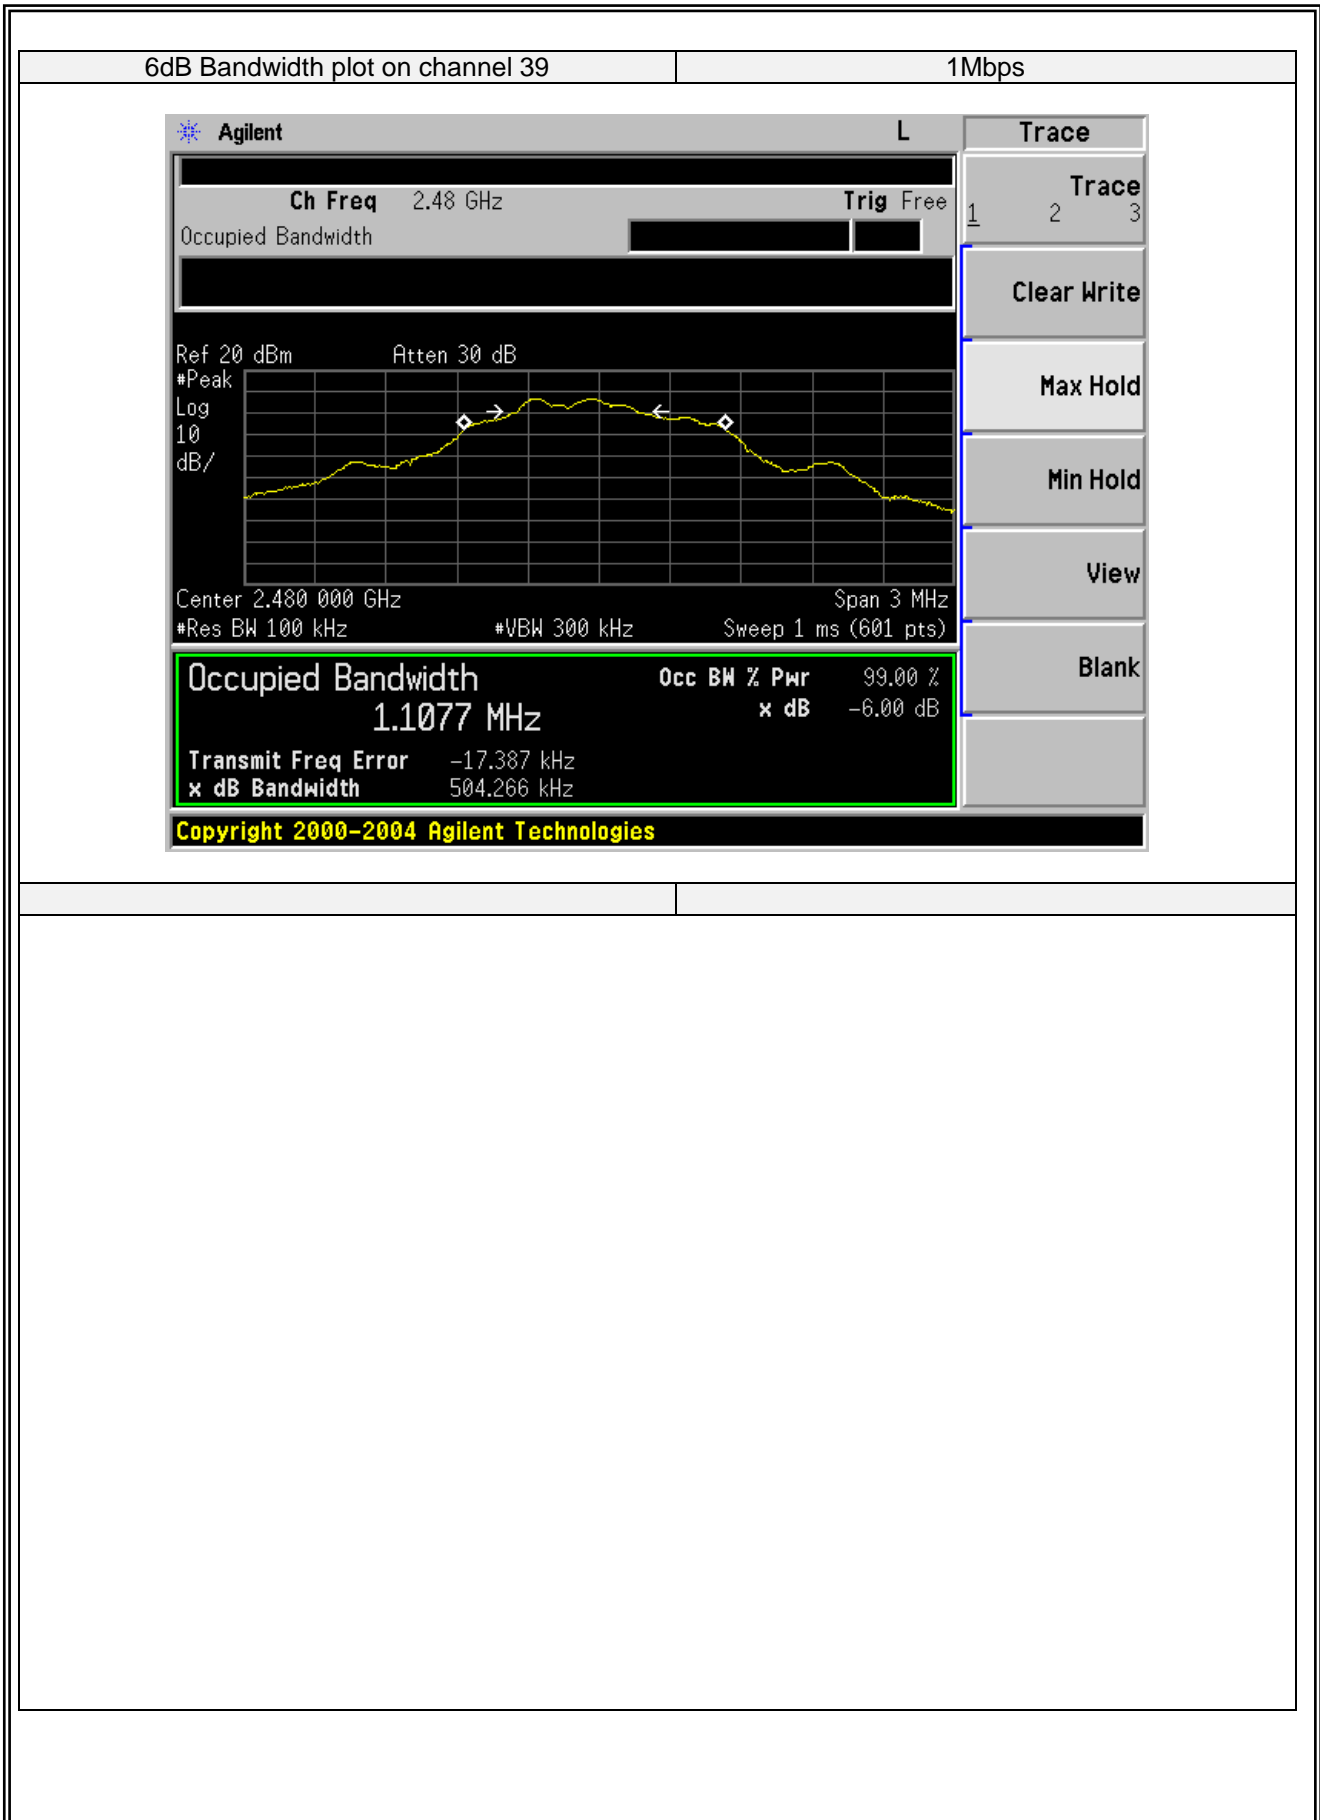 6dB Bandwidth plot on channel 39 1Mbps
Agilent L Trace
Ch Freq 2.48 GHz Trig Free
Occupied Bandwidth
Trace
1 2 3
Clear Write
Max Hold
Min Hold
View
Blank
Ref 20 dBm Atten 30 dB
#Peak
Log
10
dB/
Center 2.480 000 GHz Span 3 MHz
#Res BW 100 kHz #VBW 300 kHz Sweep 1 ms (601 pts)
Occupied Bandwidth Occ BW % Pwr 99.00 %
1.1077 MHz x dB -6.00 dB
Transmit Freq Error -17.387 kHz
x dB Bandwidth 504.266 kHz
Copyright 2000-2004 Agilent Technologies